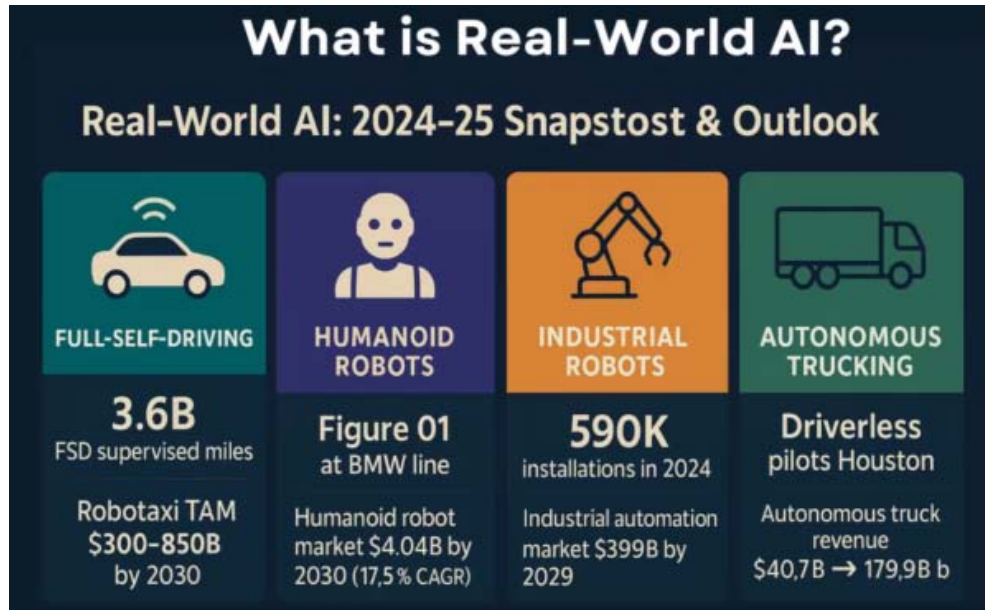 What is Real-World AI?
Real-World AI: 2024–25 Snapstost & Outlook
FULL-SELF-DRIVING
3.6B
FSD supervised miles
Robotaxi TAM
$300–850B
by 2030
HUMANOID
ROBOTS
Figure 01
at BMW line
Humanoid robot
market $4.04B by
2030 (17,5% CAGR)
INDUSTRIAL
ROBOTS
590K
installations in 2024
Industrial automation
market $399B by
2029
AUTONOMOUS
TRUCKING
Driverless
pilots Houston
Autonomous truck
revenue
$40,7B → 179,9B b